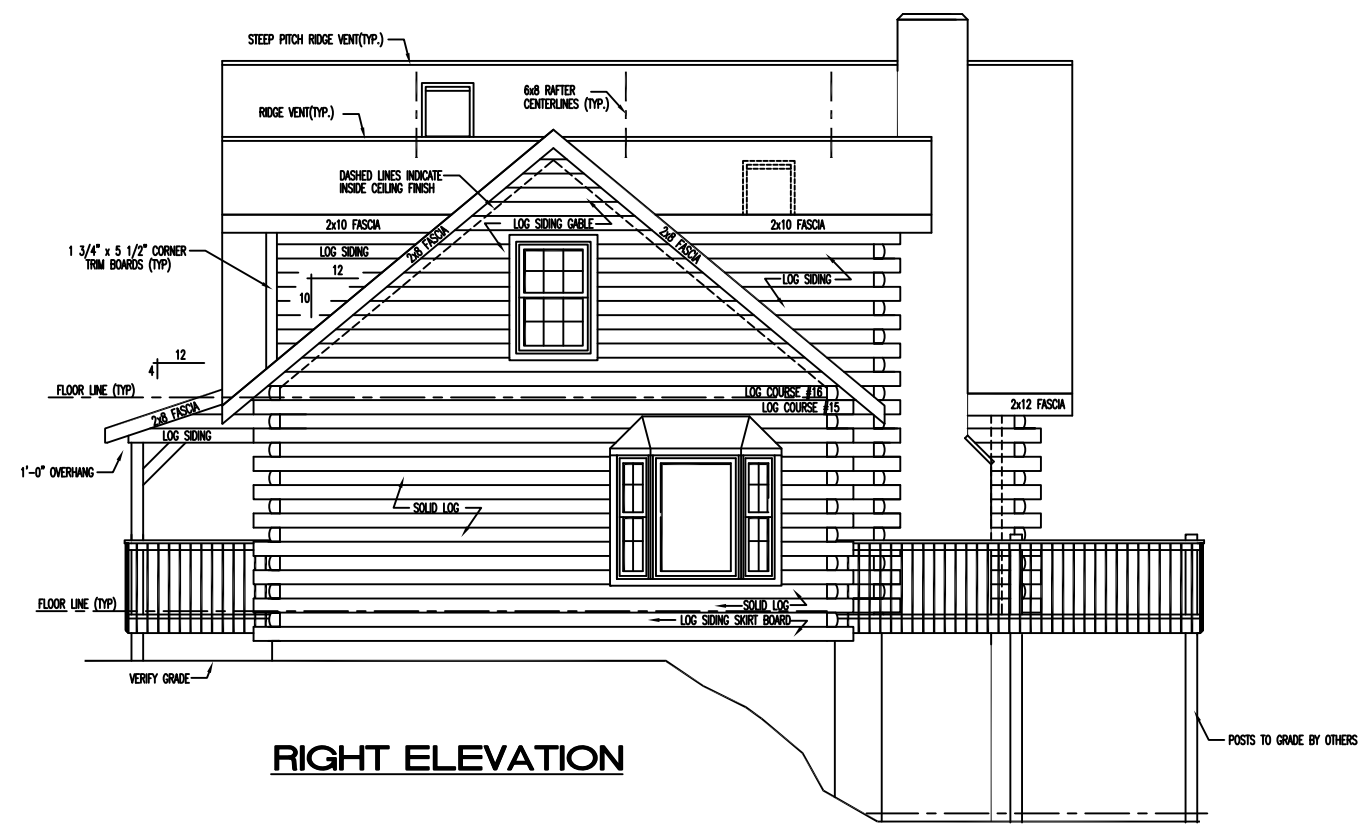 STEEP PITCH RIDGE VENT(TYP.)
6x8 RAFTER
CENTERLINES (TYP.)
RIDGE VENT(TYP.)
DASHED LINES INDICATE
INSIDE CEILING FINISH
2x10 FASCIA
LOG SIDING GABLE
2x10 FASCIA
2x8 FASCIA
2x8 FASCIA
1 3/4" x 5 1/2" CORNER
TRIM BOARDS (TYP)
LOG SIDING
12
10
LOG SIDING
12
4
FLOOR LINE (TYP)
LOG COURSE #16
LOG COURSE #15
2x12 FASCIA
2x8 FASCIA
LOG SIDING
1'-0" OVERHANG
SOLID LOG
FLOOR LINE (TYP)
SOLID LOG
LOG SIDING SKIRT BOARD
VERIFY GRADE
POSTS TO GRADE BY OTHERS
RIGHT ELEVATION